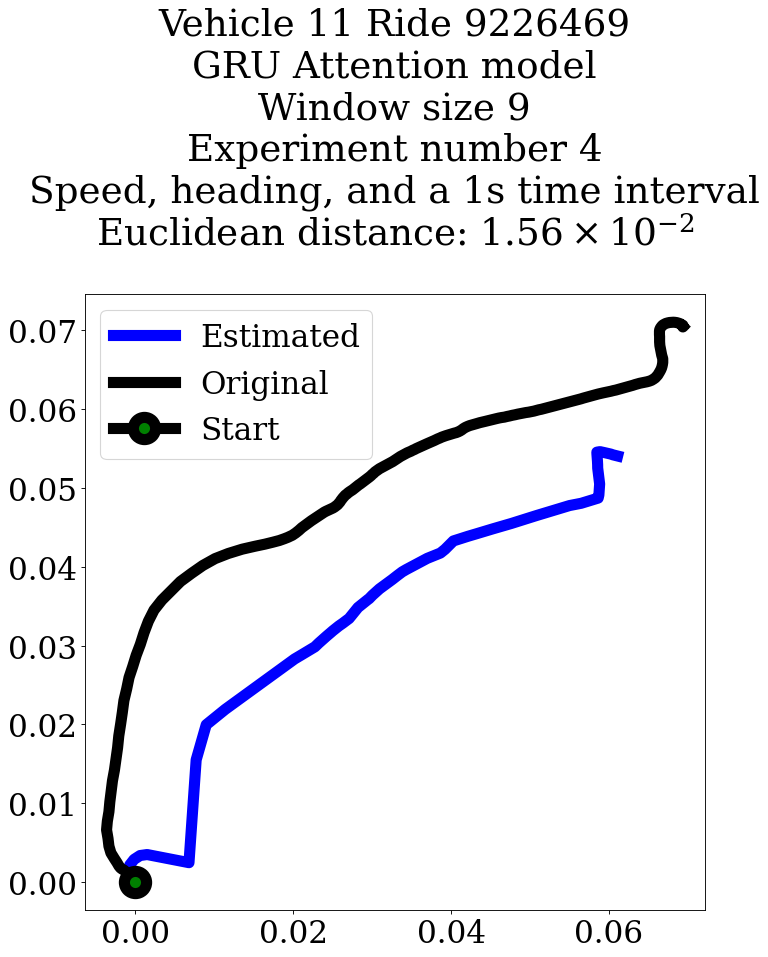 Vehicle 11 Ride 9226469
GRU Attention model
Window size 9
Experiment number 4
Speed, heading, and a 1s time interval
Euclidean distance: 1.56 × 10⁻²
Estimated
Original
Start
0.07
0.06
0.05
0.04
0.03
0.02
0.01
0.00
0.00 0.02 0.04 0.06